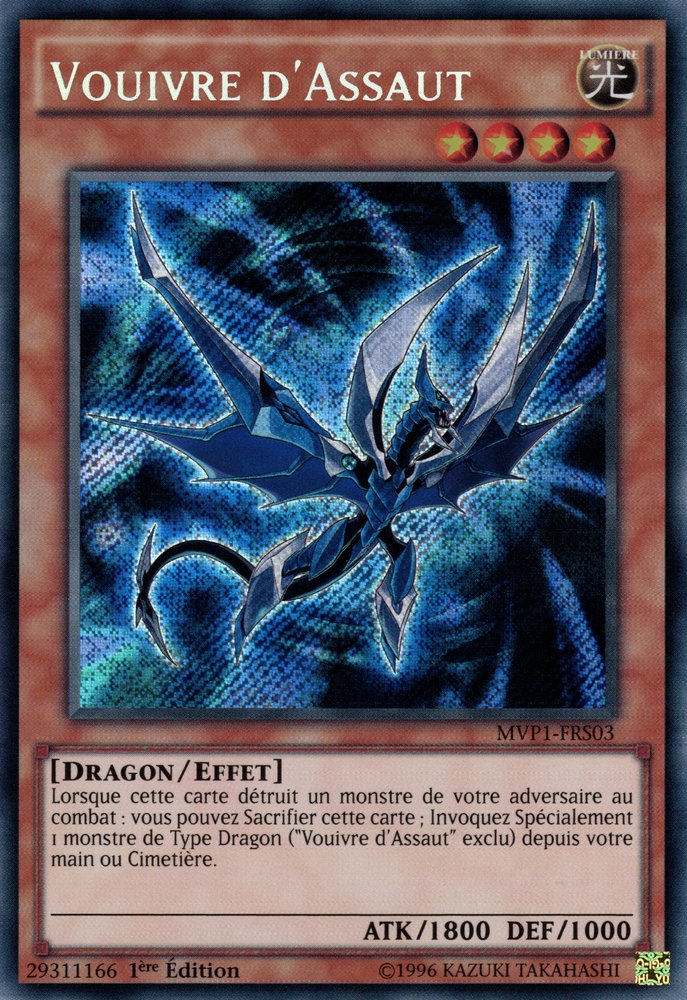 VOUIVRE D'ASSAUT
LUMIÈRE
光
MVP1-FRS03
[DRAGON/EFFET]
Lorsque cette carte détruit un monstre de votre adversaire au
combat : vous pouvez Sacrifier cette carte ; Invoquez Spécialement
1 monstre de Type Dragon ("Vouivre d'Assaut" exclu) depuis votre
main ou Cimetière.
ATK/1800 DEF/1000
29311166 1ère Édition
©1996 KAZUKI TAKAHASHI